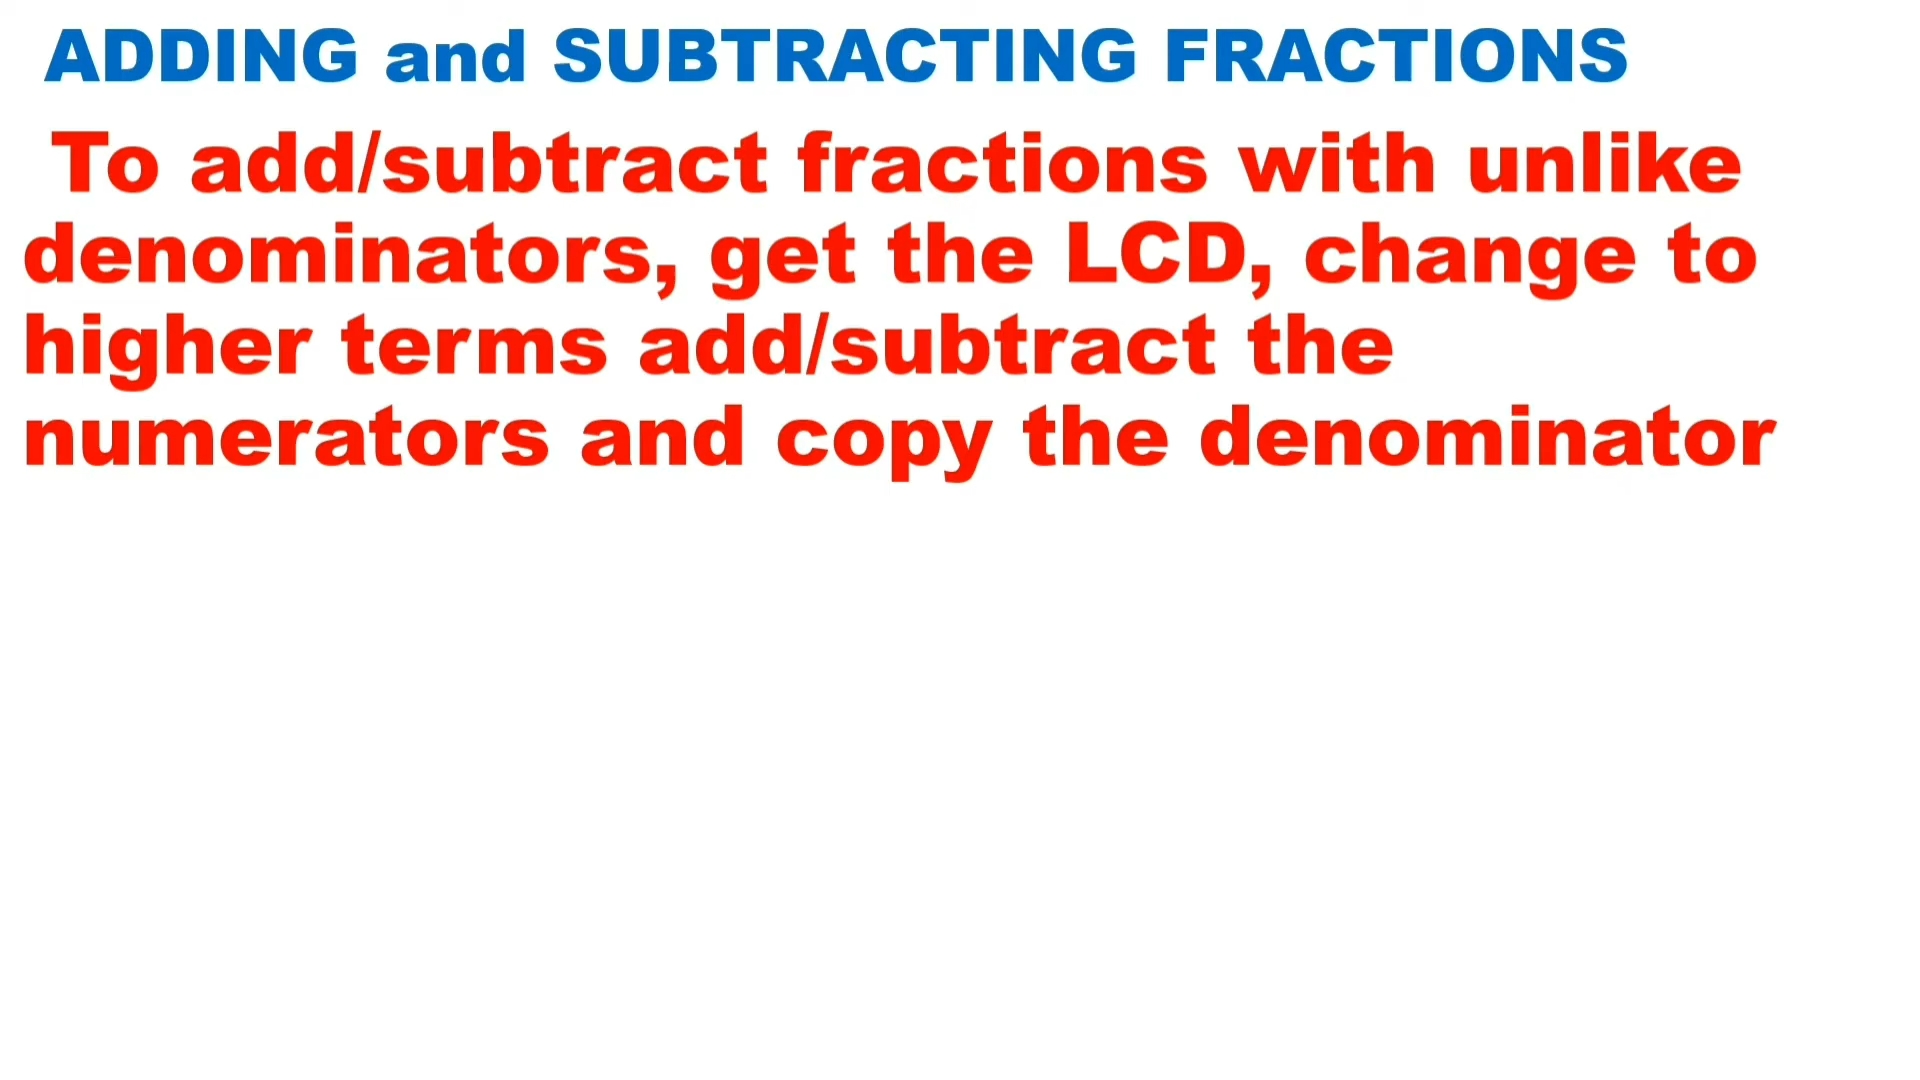 ADDING and SUBTRACTING FRACTIONS
To add/subtract fractions with unlike
denominators, get the LCD, change to
higher terms add/subtract the
numerators and copy the denominator